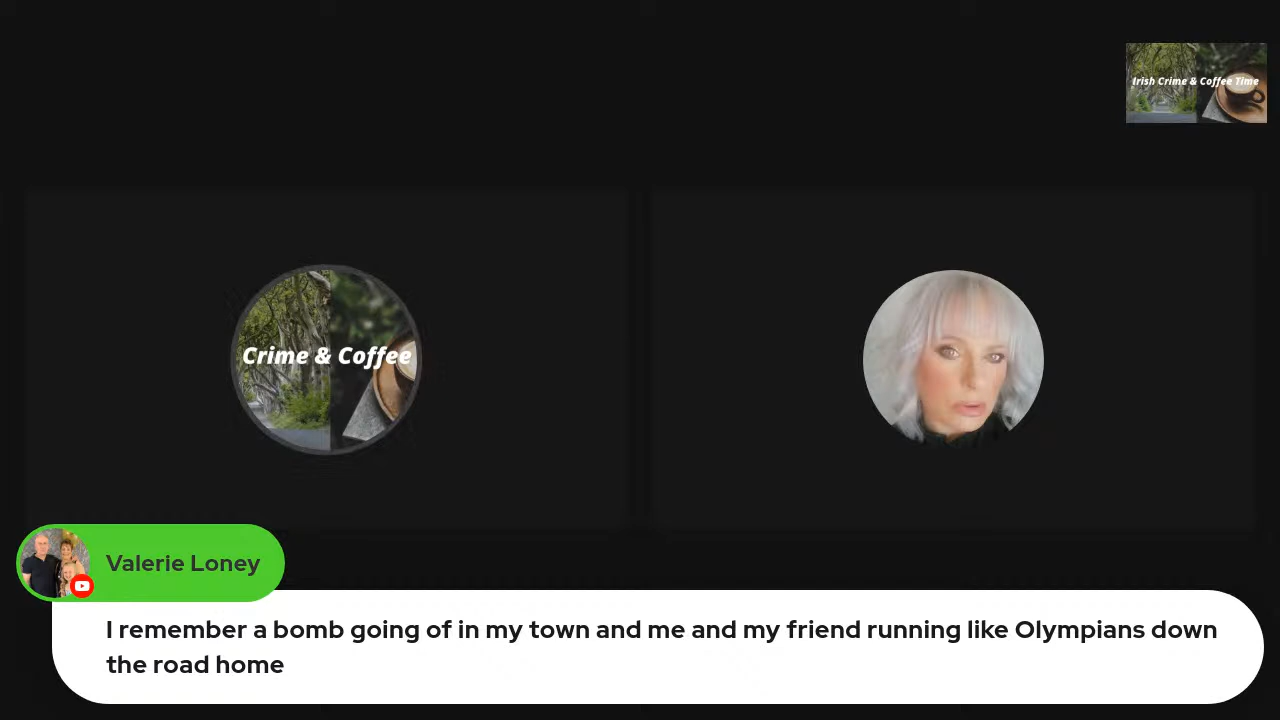 Irish Crime & Coffee Time
Crime & Coffee
Valerie Loney
I remember a bomb going of in my town and me and my friend running like Olympians down
the road home